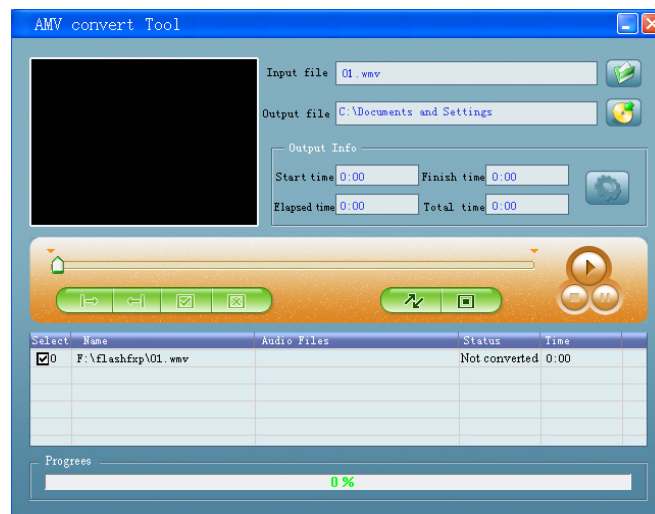 AMV convert Tool
Input file 01.wmv
Output file C:\Documents and Settings
Output Info
Start time 0:00 Finish time 0:00
Elapsed time 0:00 Total time 0:00
Select Name Audio Files Status Time
0 F:\flashfxp\01.wmv Not converted 0:00
Progrees
0 %